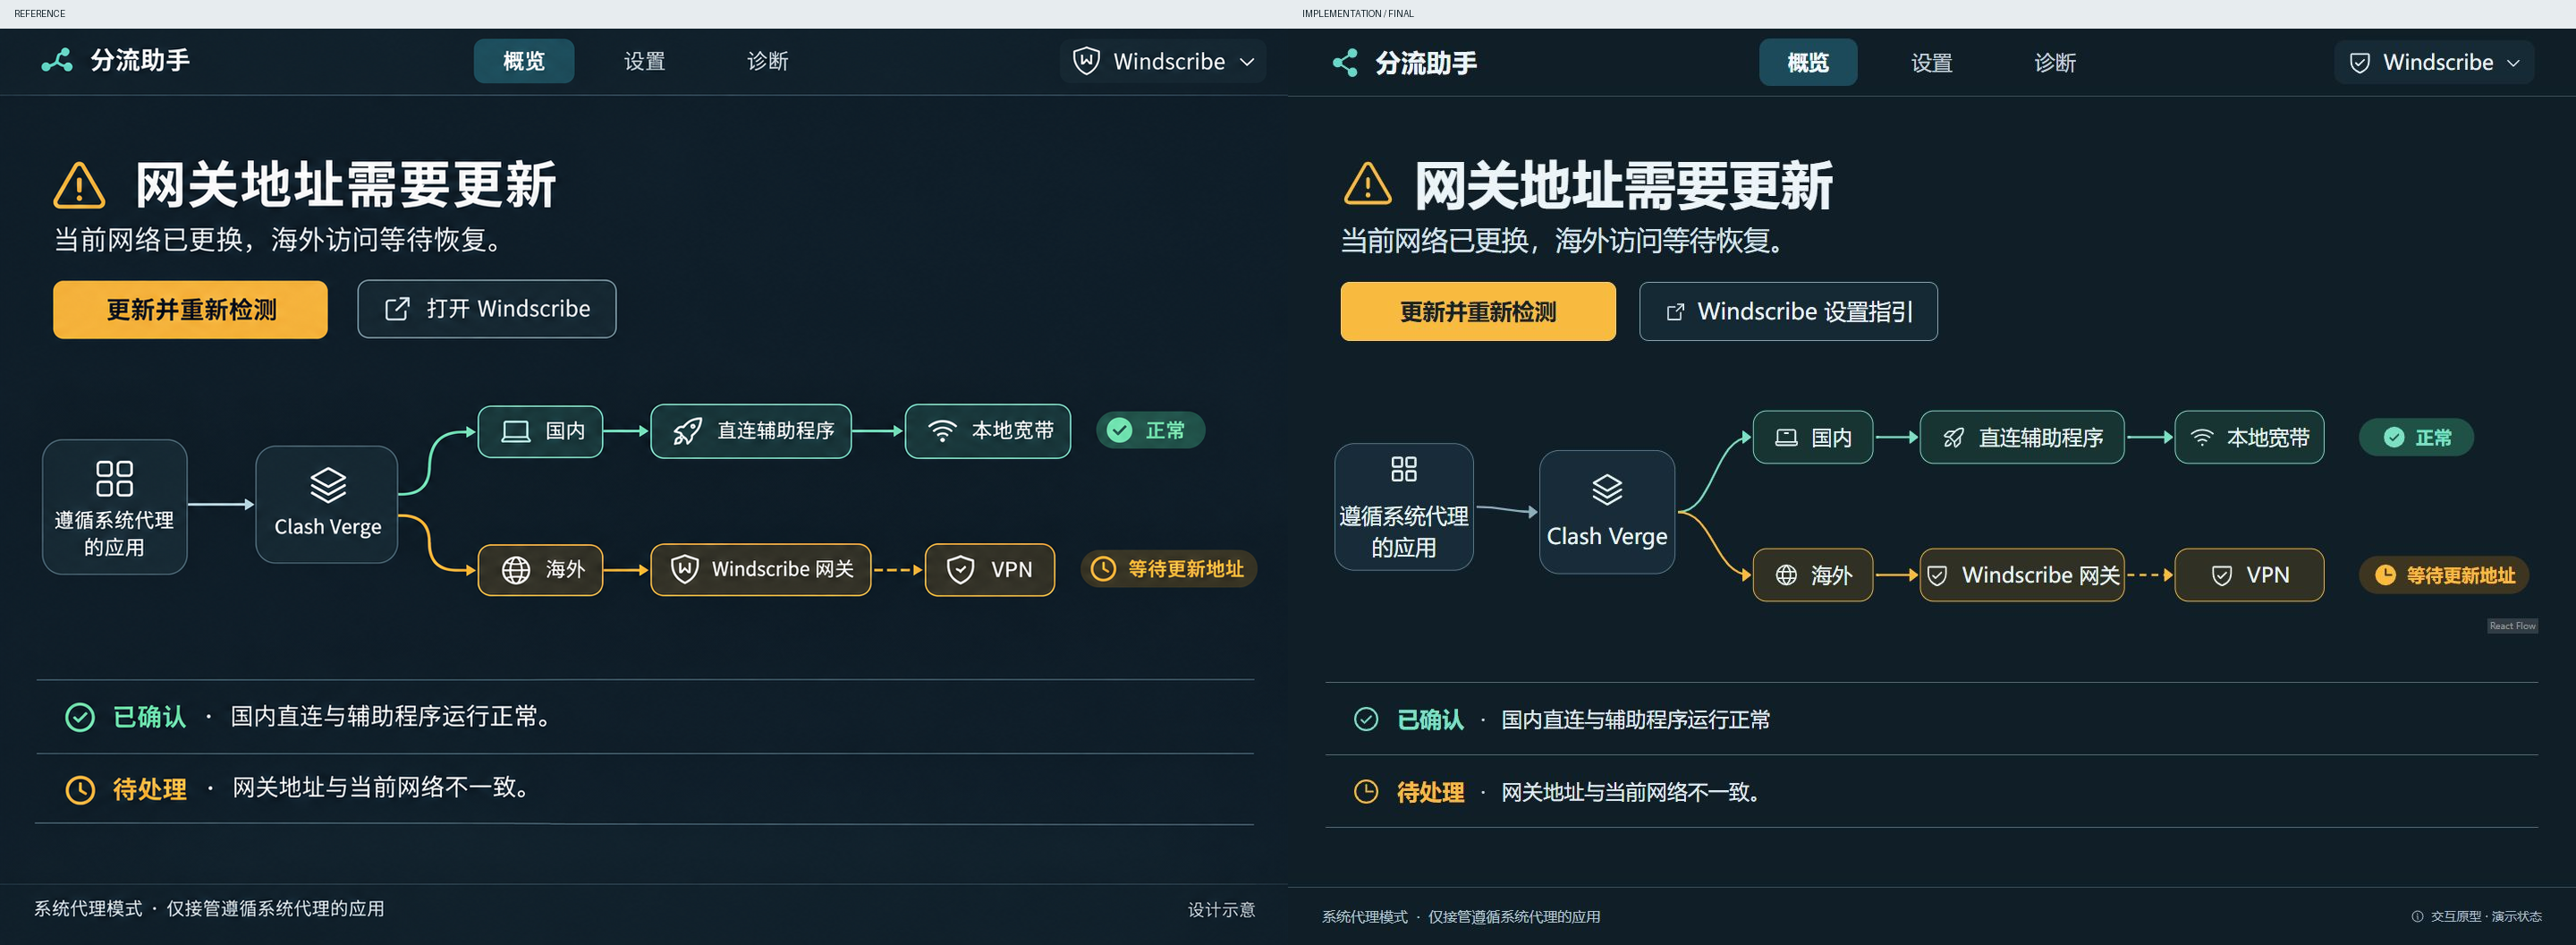 REFERENCE
分流助手
概览
设置
诊断
Windscribe
网关地址需要更新
当前网络已更换，海外访问等待恢复。
更新并重新检测
打开 Windscribe
遵循系统代理
的应用
Clash Verge
国内
直连辅助程序
本地宽带
正常
海外
Windscribe 网关
VPN
等待更新地址
已确认 · 国内直连与辅助程序运行正常。
待处理 · 网关地址与当前网络不一致。
系统代理模式 · 仅接管遵循系统代理的应用
设计示意
IMPLEMENTATION / FINAL
分流助手
概览
设置
诊断
Windscribe
网关地址需要更新
当前网络已更换，海外访问等待恢复。
更新并重新检测
Windscribe 设置指引
遵循系统代理
的应用
Clash Verge
国内
直连辅助程序
本地宽带
正常
海外
Windscribe 网关
VPN
等待更新地址
React Flow
已确认 · 国内直连与辅助程序运行正常
待处理 · 网关地址与当前网络不一致。
系统代理模式 · 仅接管遵循系统代理的应用
交互原型 · 演示状态